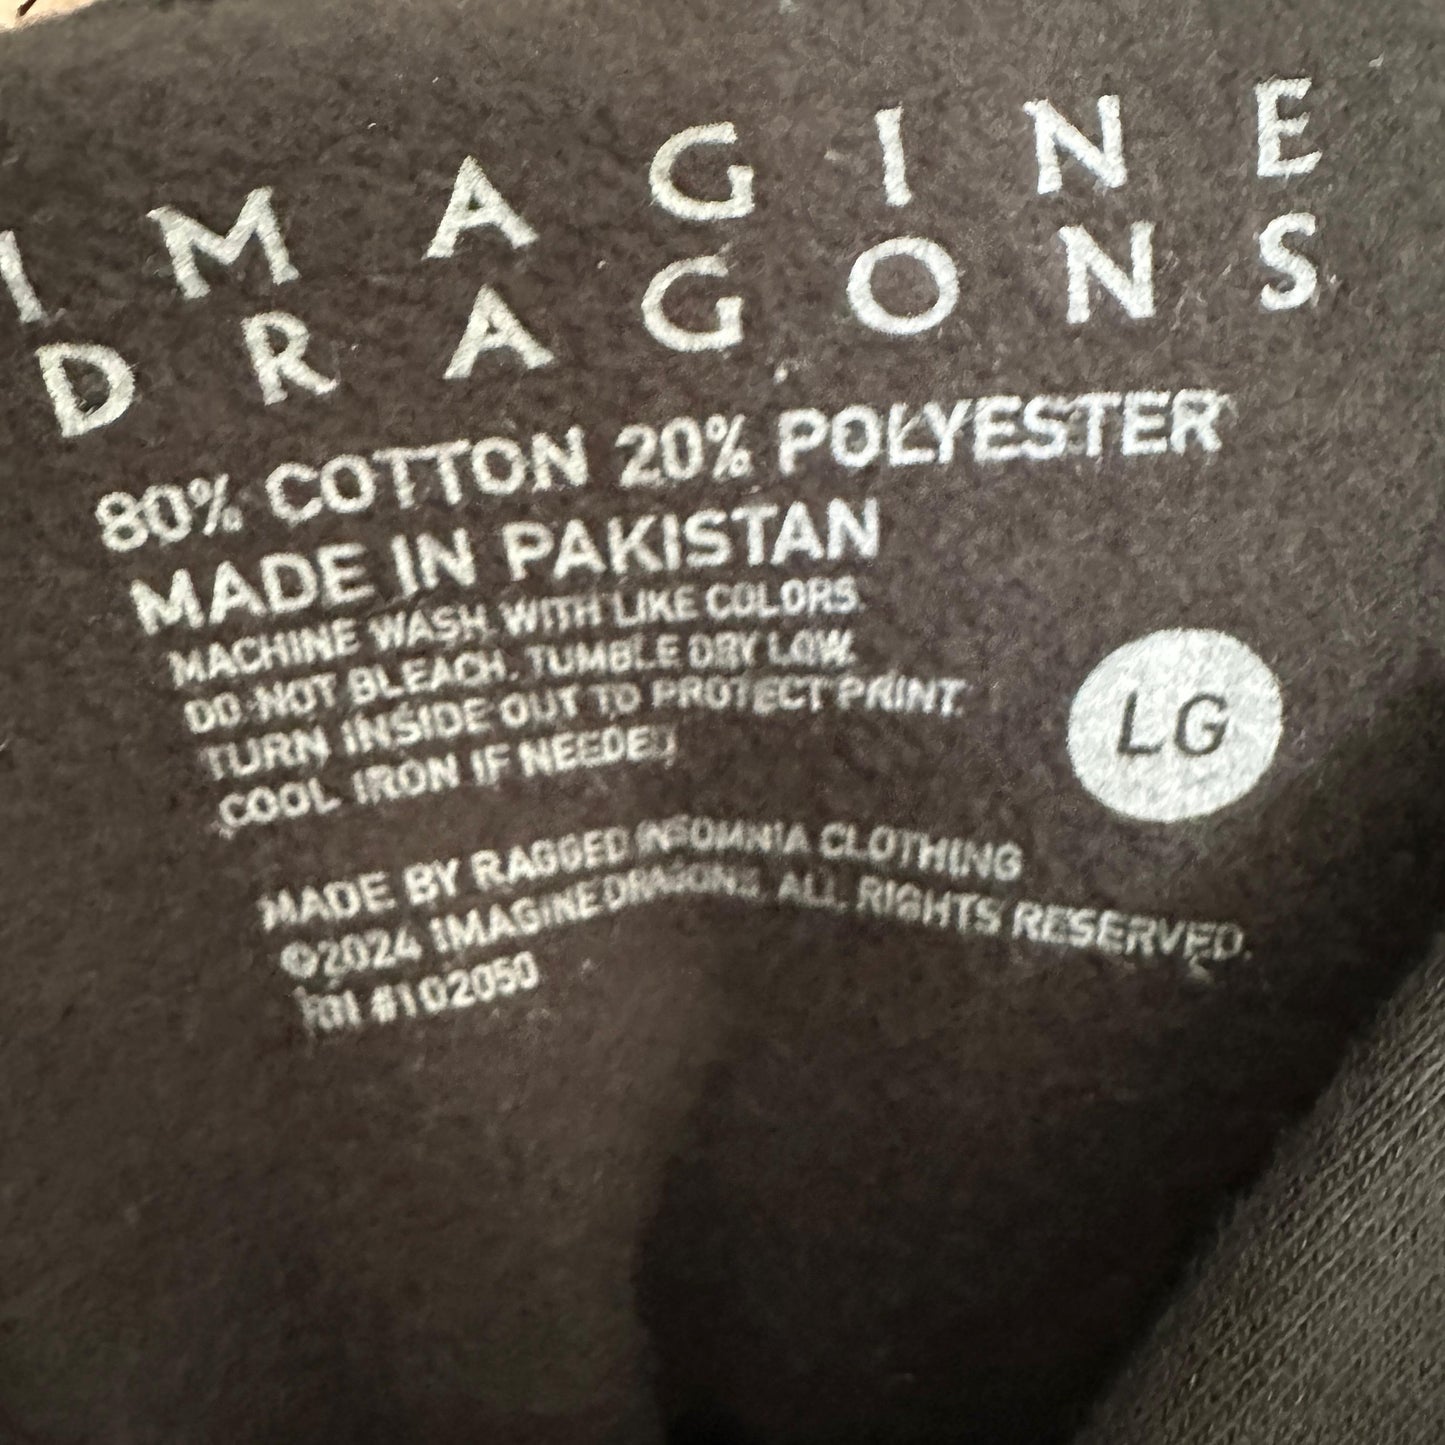 IMAGINE
DRAGONS
80% COTTON 20% POLYESTER
MADE IN PAKISTAN
MACHINE WASH WITH LIKE COLORS.
DO NOT BLEACH. TUMBLE DRY LOW.
TURN INSIDE OUT TO PROTECT PRINT.
COOL IRON IF NEEDED
LG
MADE BY RAGGED INSOMNIA CLOTHING
©2024 IMAGINE DRAGONS. ALL RIGHTS RESERVED.
RN #102050